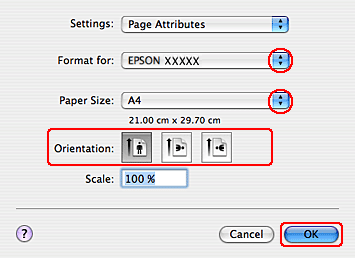 Settings: Page Attributes
Format for: EPSON XXXXX
Paper Size: A4
21.00 cm x 29.70 cm
Orientation:
Scale: 100 %
? Cancel OK